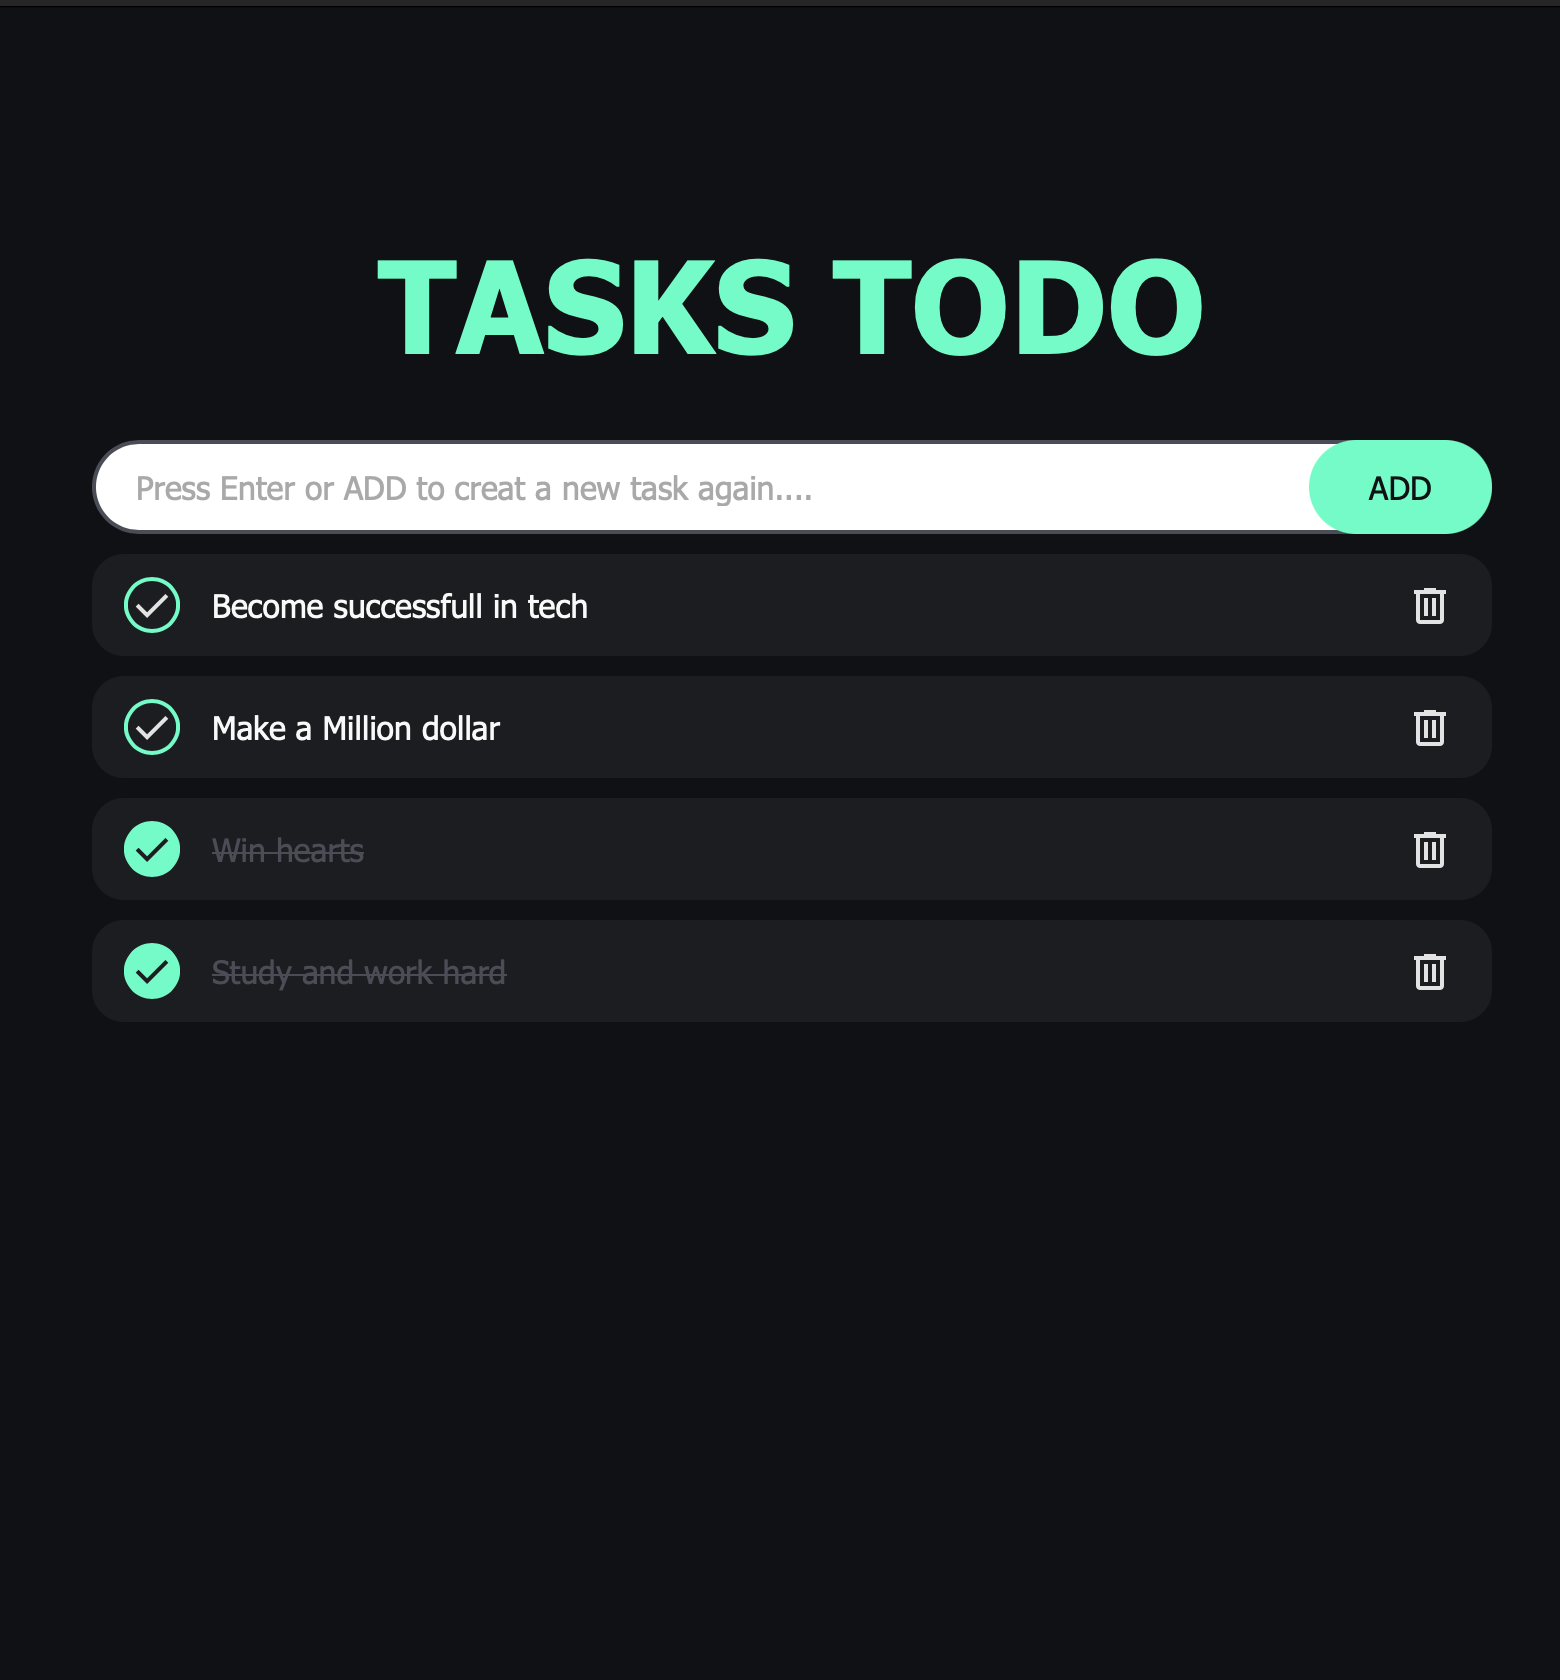 TASKS TODO
Press Enter or ADD to creat a new task again....
ADD
Become successfull in tech
Make a Million dollar
Win hearts
Study and work hard